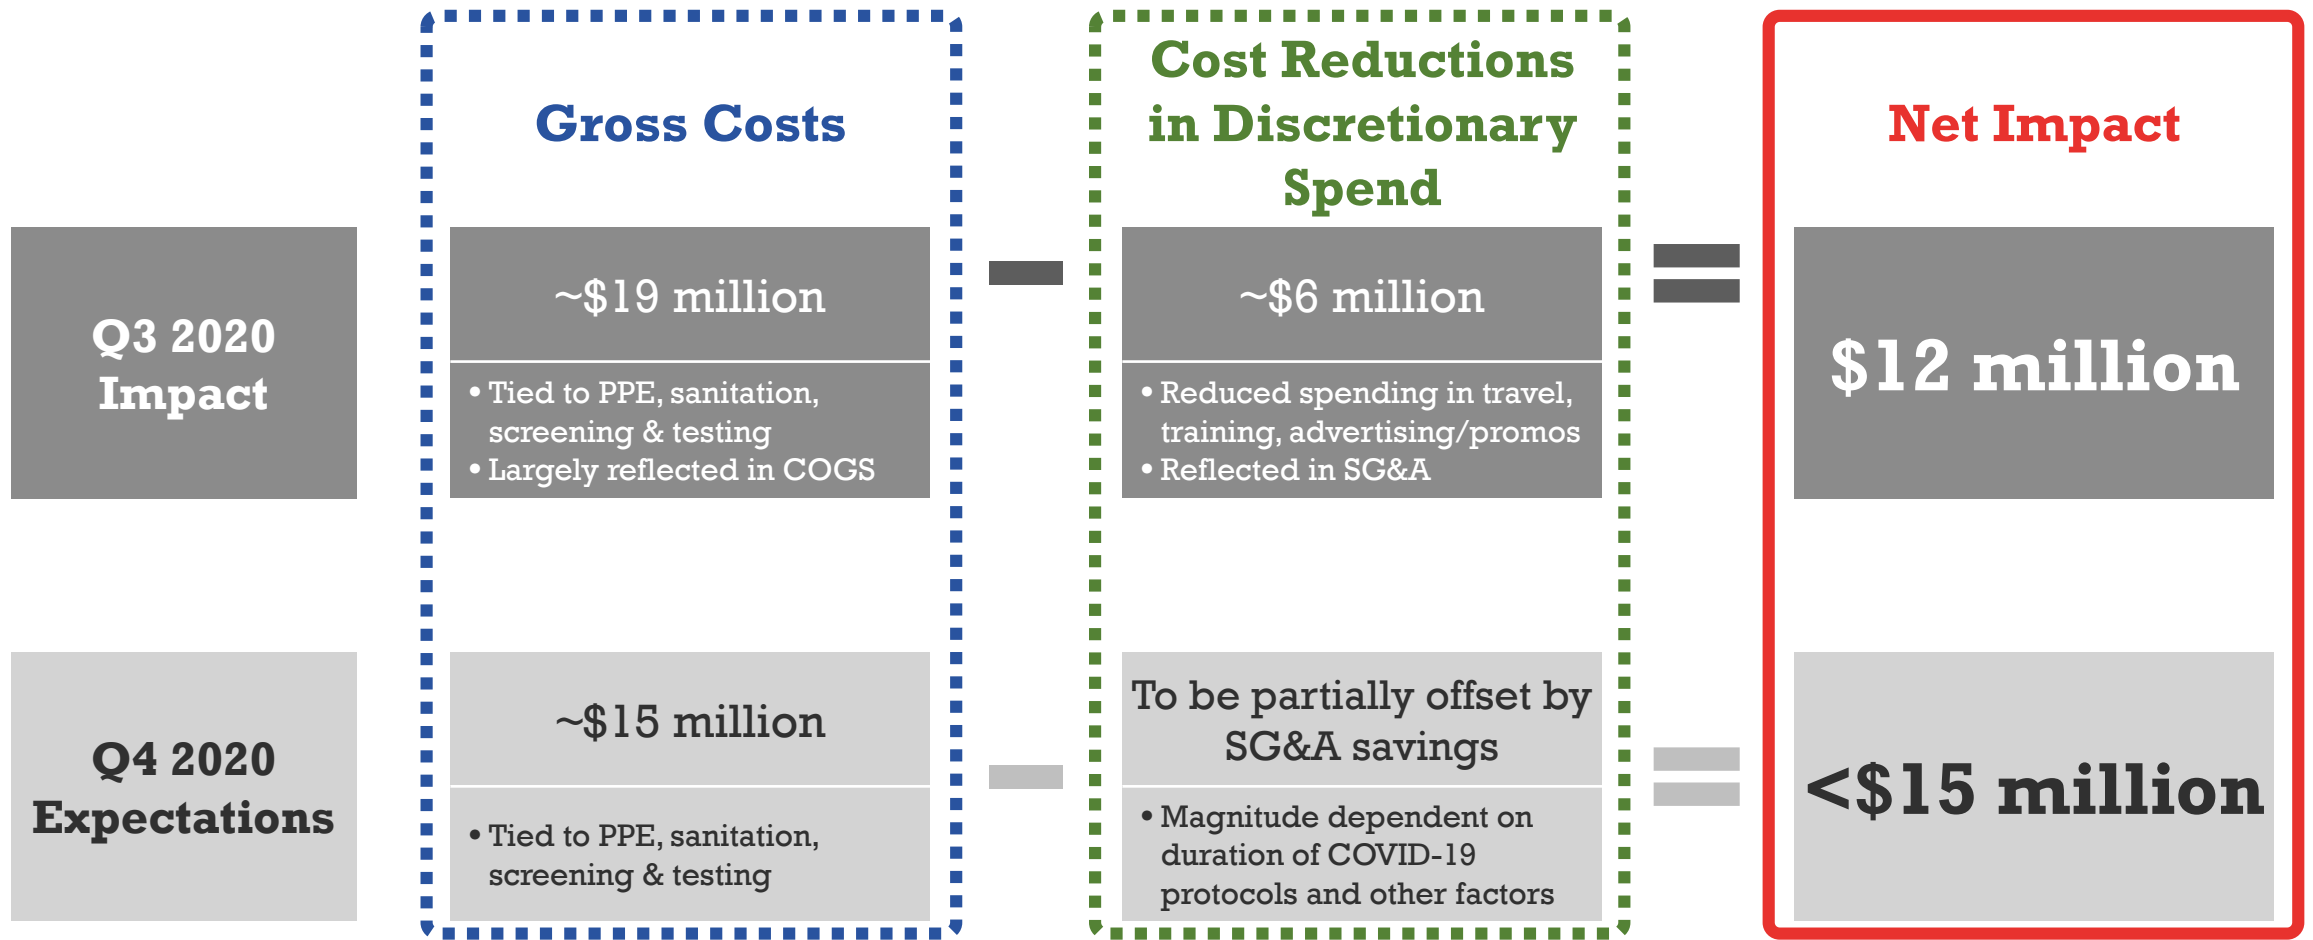 Gross Costs
Cost Reductions
in Discretionary
Spend
Net Impact
Q3 2020
Impact
~$19 million
• Tied to PPE, sanitation,
screening & testing
• Largely reflected in COGS
~$6 million
• Reduced spending in travel,
training, advertising/promos
• Reflected in SG&A
$12 million
Q4 2020
Expectations
~$15 million
• Tied to PPE, sanitation,
screening & testing
To be partially offset by
SG&A savings
• Magnitude dependent on
duration of COVID-19
protocols and other factors
<$15 million